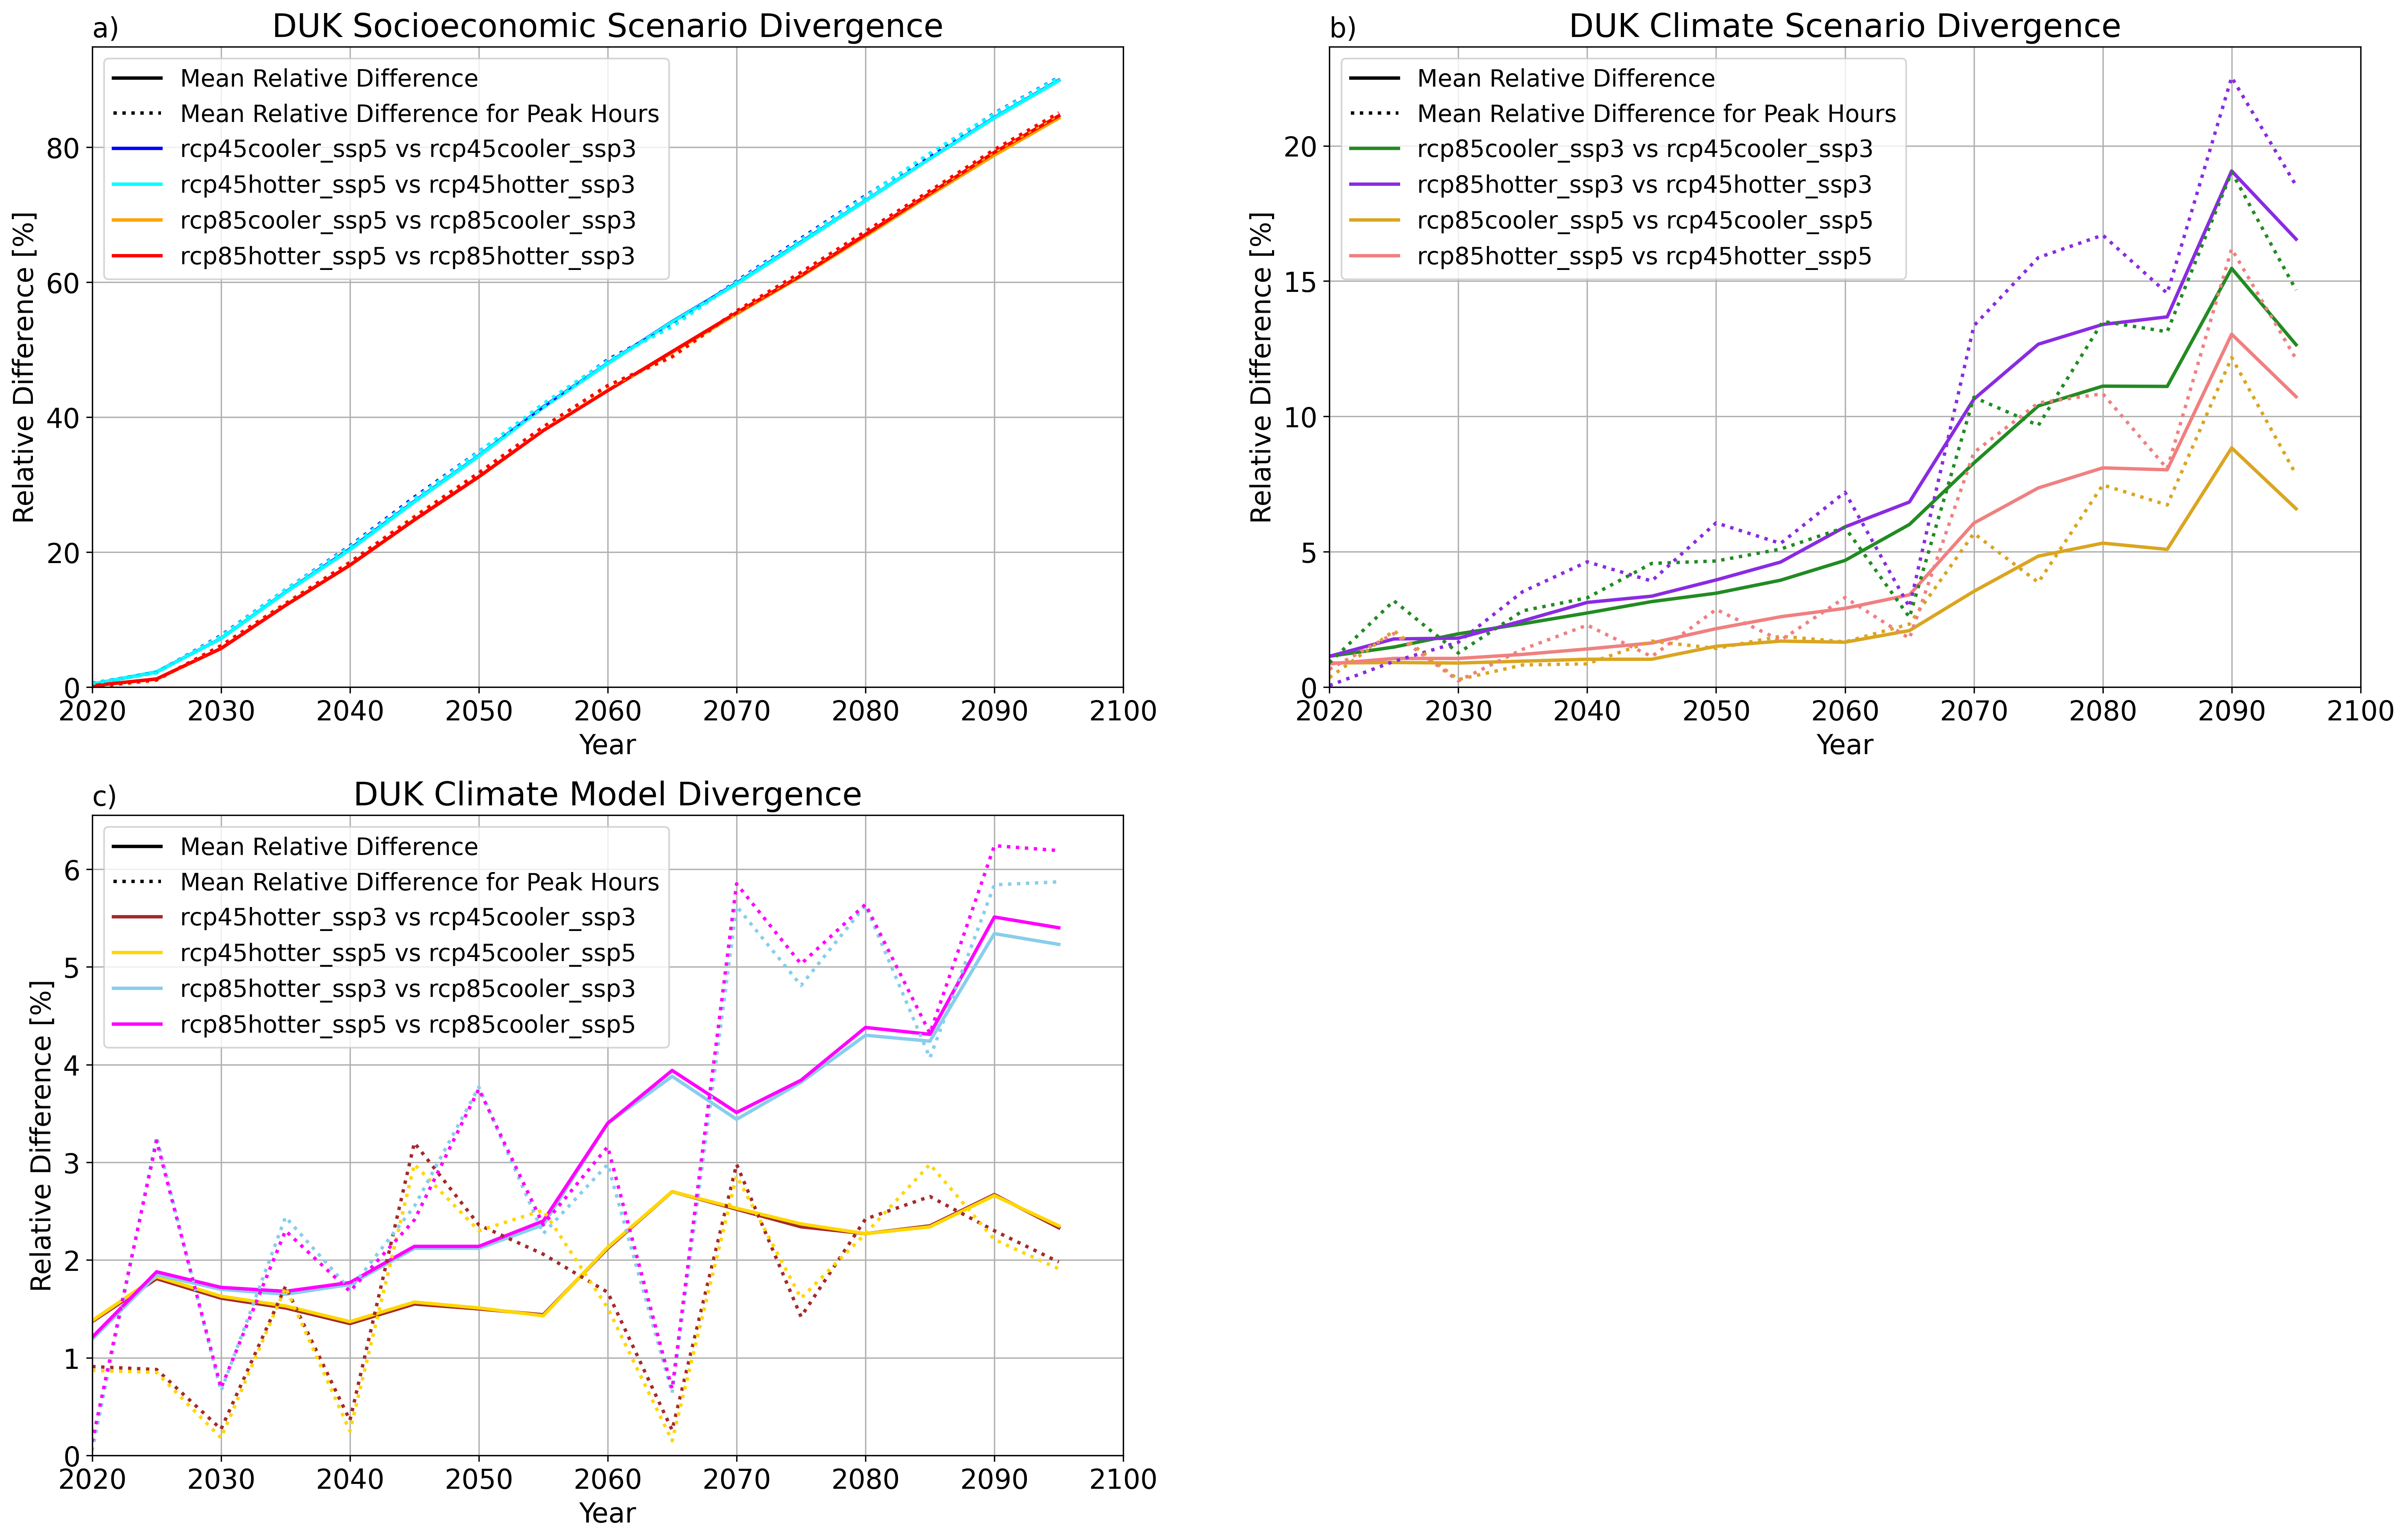 a)
DUK Socioeconomic Scenario Divergence
Mean Relative Difference
Mean Relative Difference for Peak Hours
rcp45cooler_ssp5 vs rcp45cooler_ssp3
rcp45hotter_ssp5 vs rcp45hotter_ssp3
rcp85cooler_ssp5 vs rcp85cooler_ssp3
rcp85hotter_ssp5 vs rcp85hotter_ssp3
Relative Difference [%]
80
60
40
20
0
2020 2030 2040 2050 2060 2070 2080 2090 2100
Year
b)
DUK Climate Scenario Divergence
Mean Relative Difference
Mean Relative Difference for Peak Hours
rcp85cooler_ssp3 vs rcp45cooler_ssp3
rcp85hotter_ssp3 vs rcp45hotter_ssp3
rcp85cooler_ssp5 vs rcp45cooler_ssp5
rcp85hotter_ssp5 vs rcp45hotter_ssp5
Relative Difference [%]
20
15
10
5
0
2020 2030 2040 2050 2060 2070 2080 2090 2100
Year
c)
DUK Climate Model Divergence
Mean Relative Difference
Mean Relative Difference for Peak Hours
rcp45hotter_ssp3 vs rcp45cooler_ssp3
rcp45hotter_ssp5 vs rcp45cooler_ssp5
rcp85hotter_ssp3 vs rcp85cooler_ssp3
rcp85hotter_ssp5 vs rcp85cooler_ssp5
Relative Difference [%]
6
5
4
3
2
1
0
2020 2030 2040 2050 2060 2070 2080 2090 2100
Year